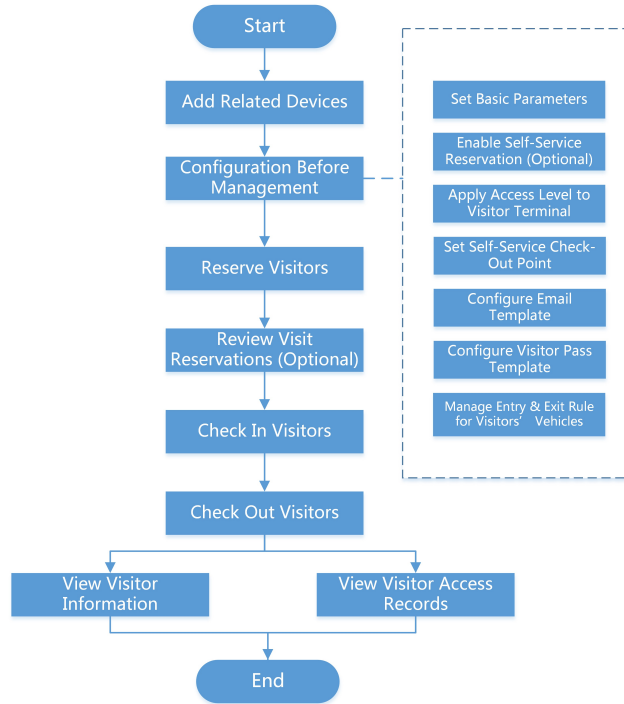 Start
Add Related Devices
Configuration Before
Management
Reserve Visitors
Review Visit
Reservations (Optional)
Check In Visitors
Check Out Visitors
View Visitor
Information
View Visitor Access
Records
End
Set Basic Parameters
Enable Self-Service
Reservation (Optional)
Apply Access Level to
Visitor Terminal
Set Self-Service Check-
Out Point
Configure Email
Template
Configure Visitor Pass
Template
Manage Entry & Exit Rule
for Visitors’ Vehicles